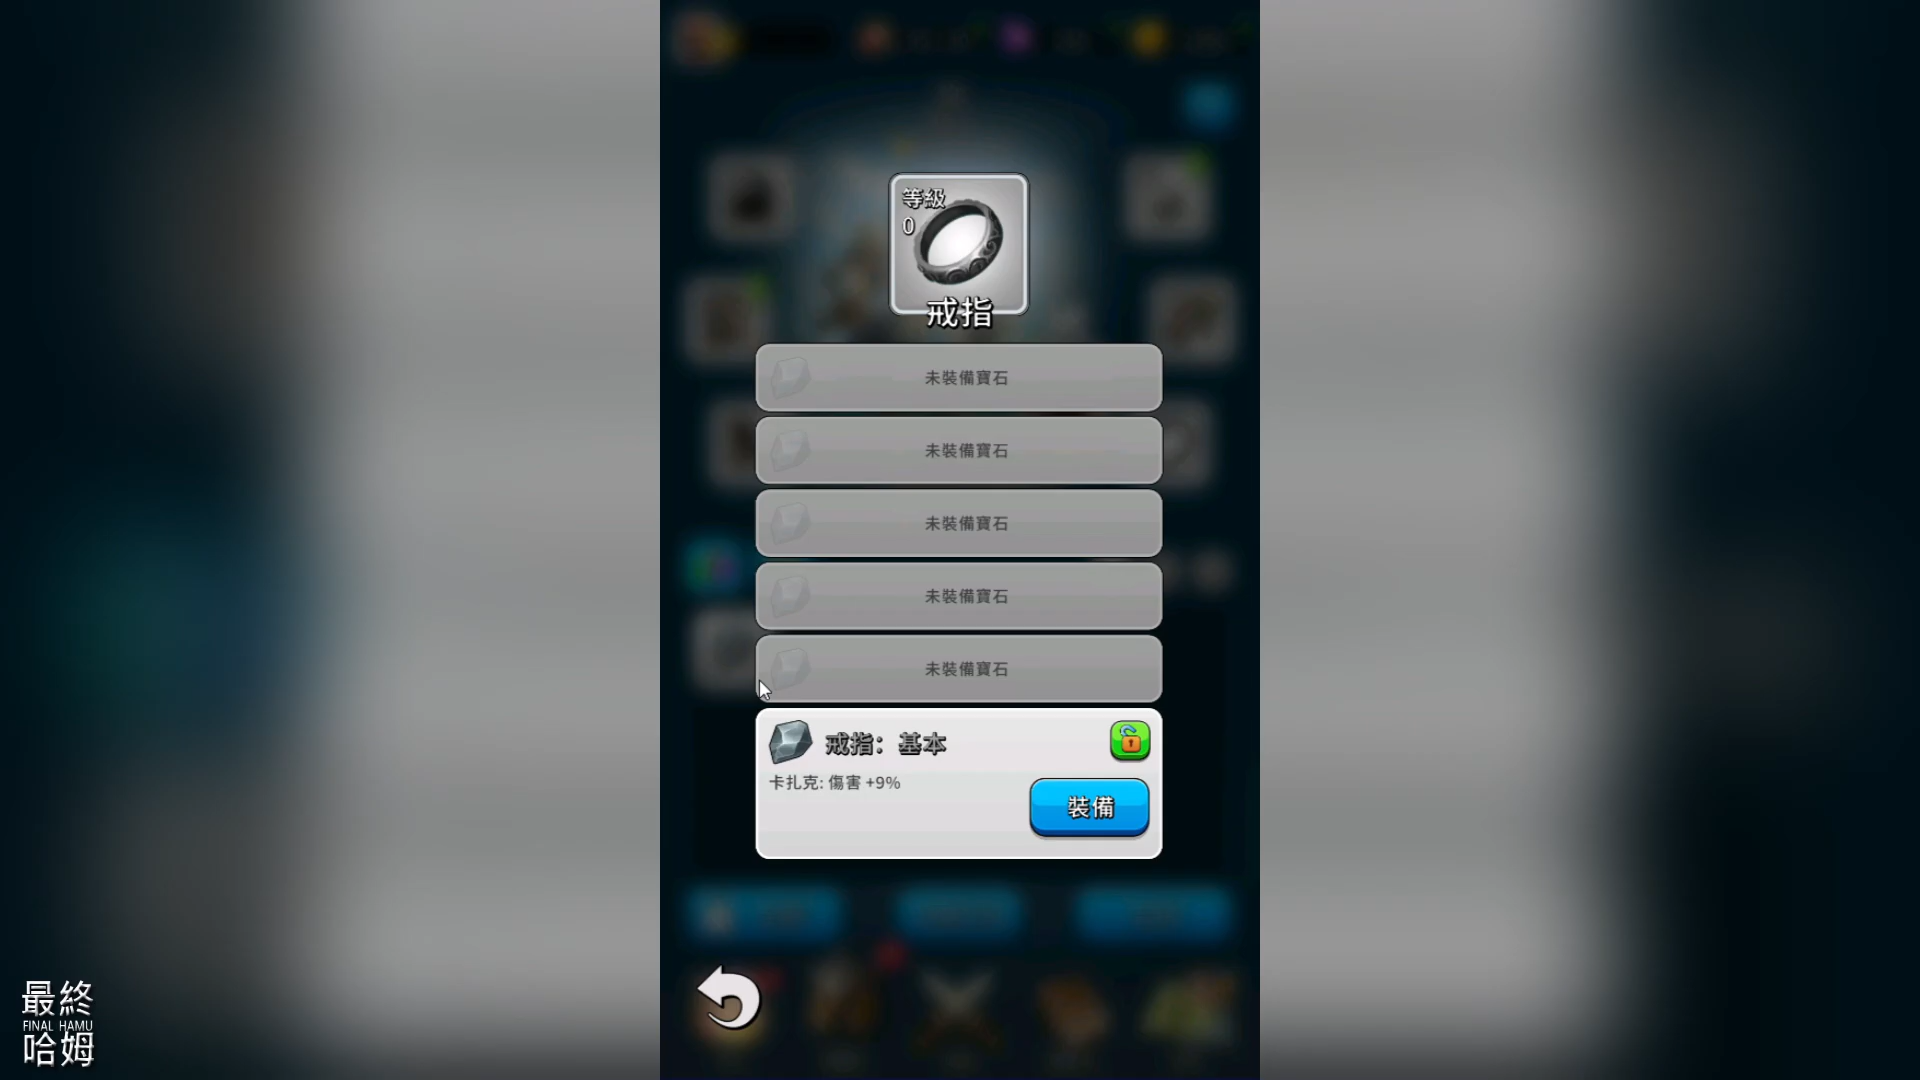 等級
0
戒指
未裝備寶石
未裝備寶石
未裝備寶石
未裝備寶石
未裝備寶石
戒指：基本
卡扎克: 傷害 +9%
裝備
最終
FINAL HAMU
哈姆